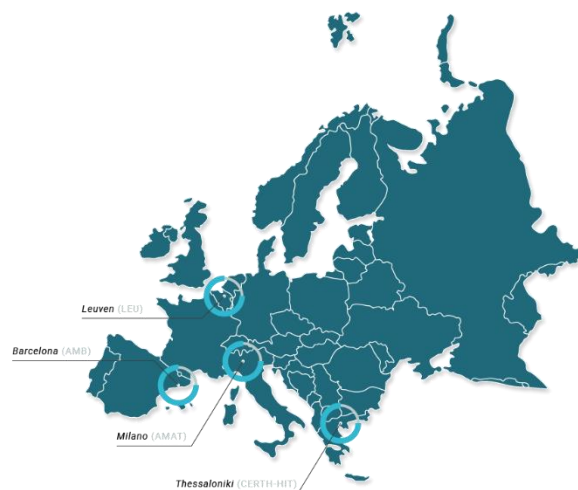 Leuven (LEU)
Barcelona (AMB)
Milano (AMAT)
Thessaloniki (CERTH-HIT)